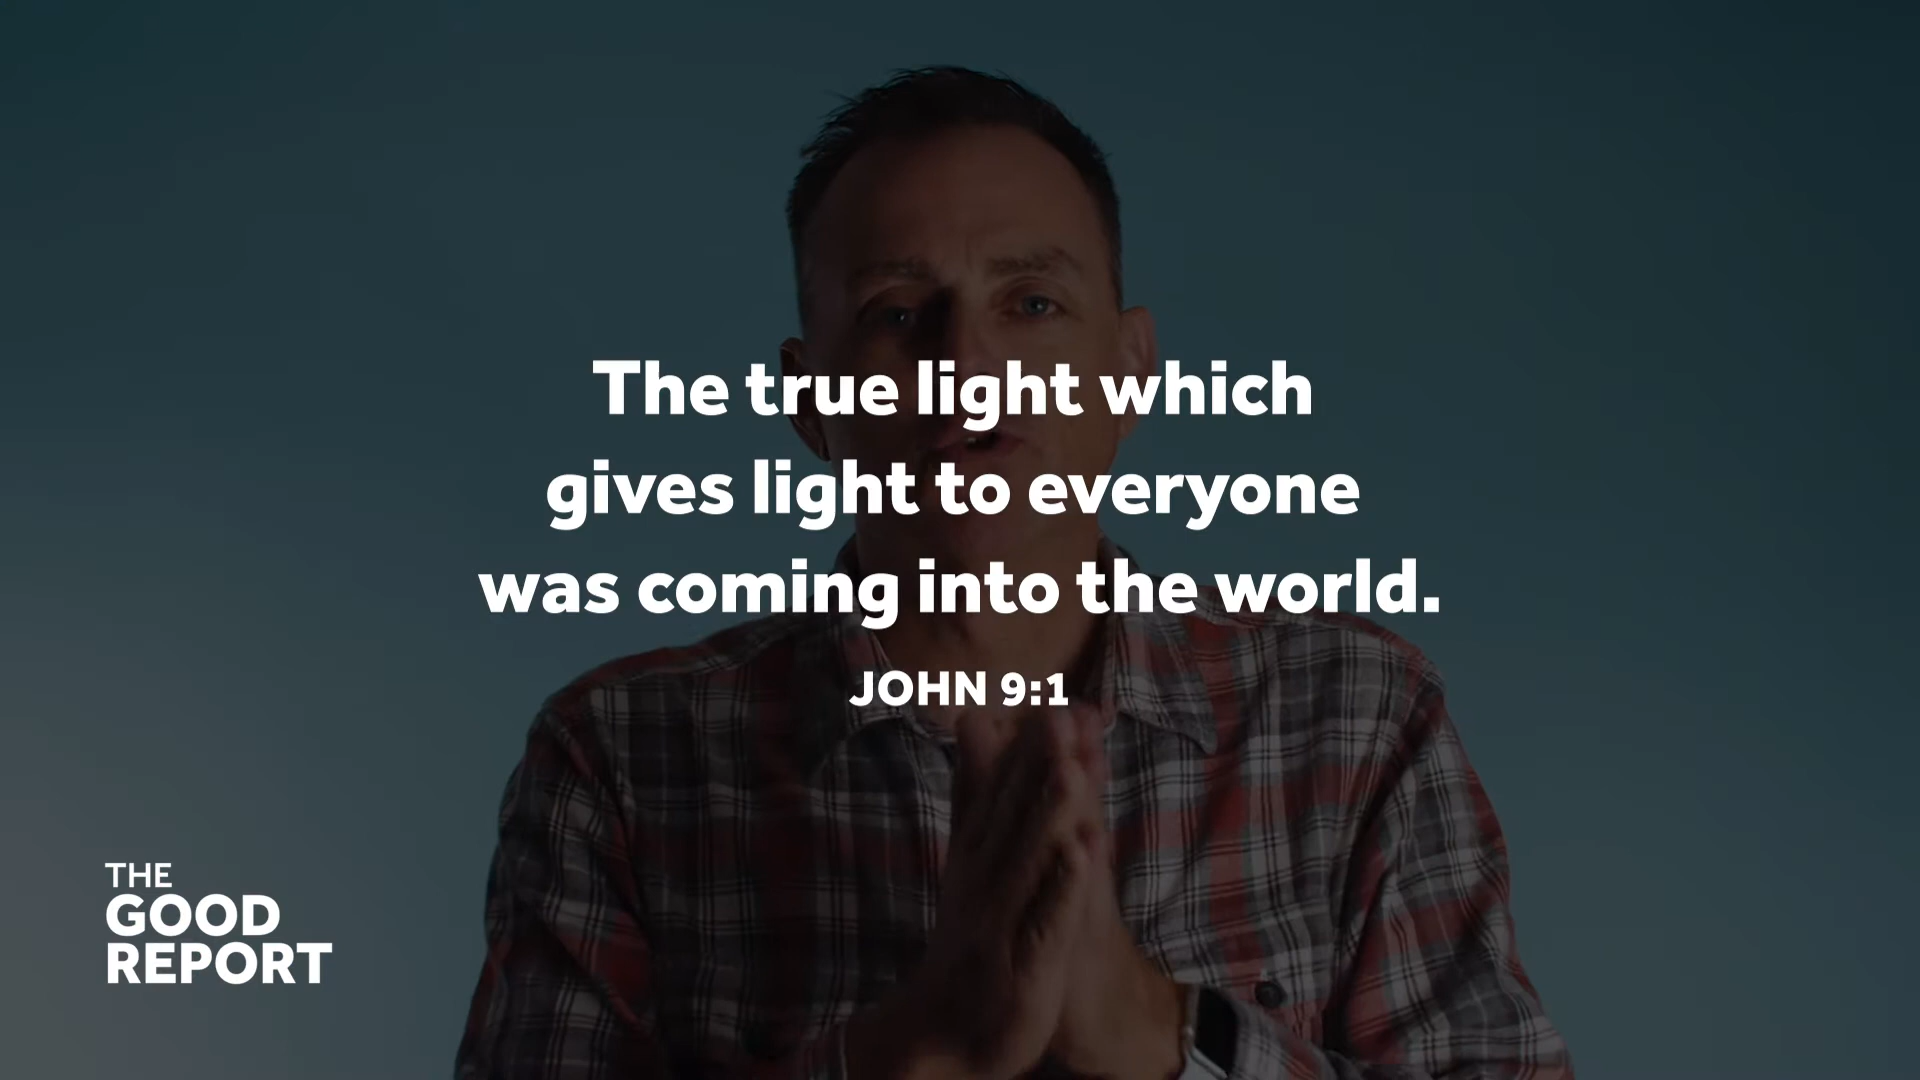 The true light which
gives light to everyone
was coming into the world.
JOHN 9:1
THE
GOOD
REPORT